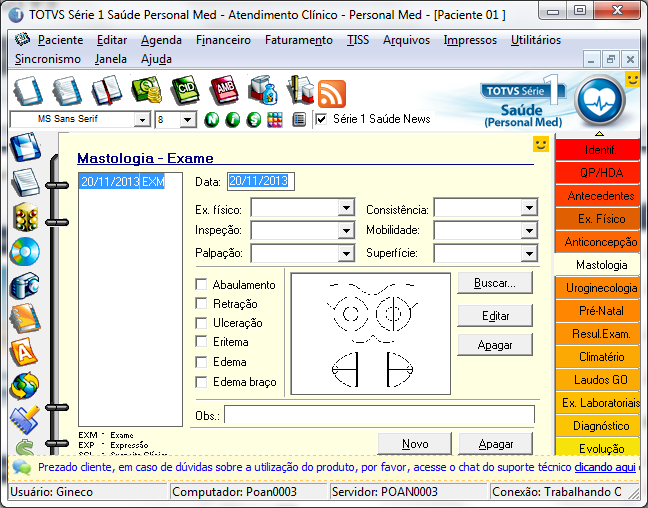 TOTVS Série 1 Saúde Personal Med - Atendimento Clínico - Personal Med - [Paciente 01 ]
Paciente Editar Agenda Financeiro Faturamento TISS Arquivos Impressos Utilitários
Sincronismo Janela Ajuda
CID
AMB
TOTVS Série 1
Saúde
(Personal Med)
MS Sans Serif 8 N I S Série 1 Saúde News
Mastologia - Exame
20/11/2013 EXM
Data: 20/11/2013
Ex. físico: Consistência:
Inspeção: Mobilidade:
Palpação: Superfície:
Abaulamento
Retração
Ulceração
Eritema
Edema
Edema braço
Buscar...
Editar
Apagar
Obs.:
Novo Apagar
EXM - Exame
EXP - Expressão
Identif.
QP/HDA
Antecedentes
Ex. Físico
Anticoncepção
Mastologia
Uroginecologia
Pré-Natal
Resul.Exam.
Climatério
Laudos GO
Ex. Laboratoriais
Diagnóstico
Evolução
Prezado cliente, em caso de dúvidas sobre a utilização do produto, por favor, acesse o chat do suporte técnico clicando aqui
Usuário: Gineco Computador: Poan0003 Servidor: POAN0003 Conexão: Trabalhando